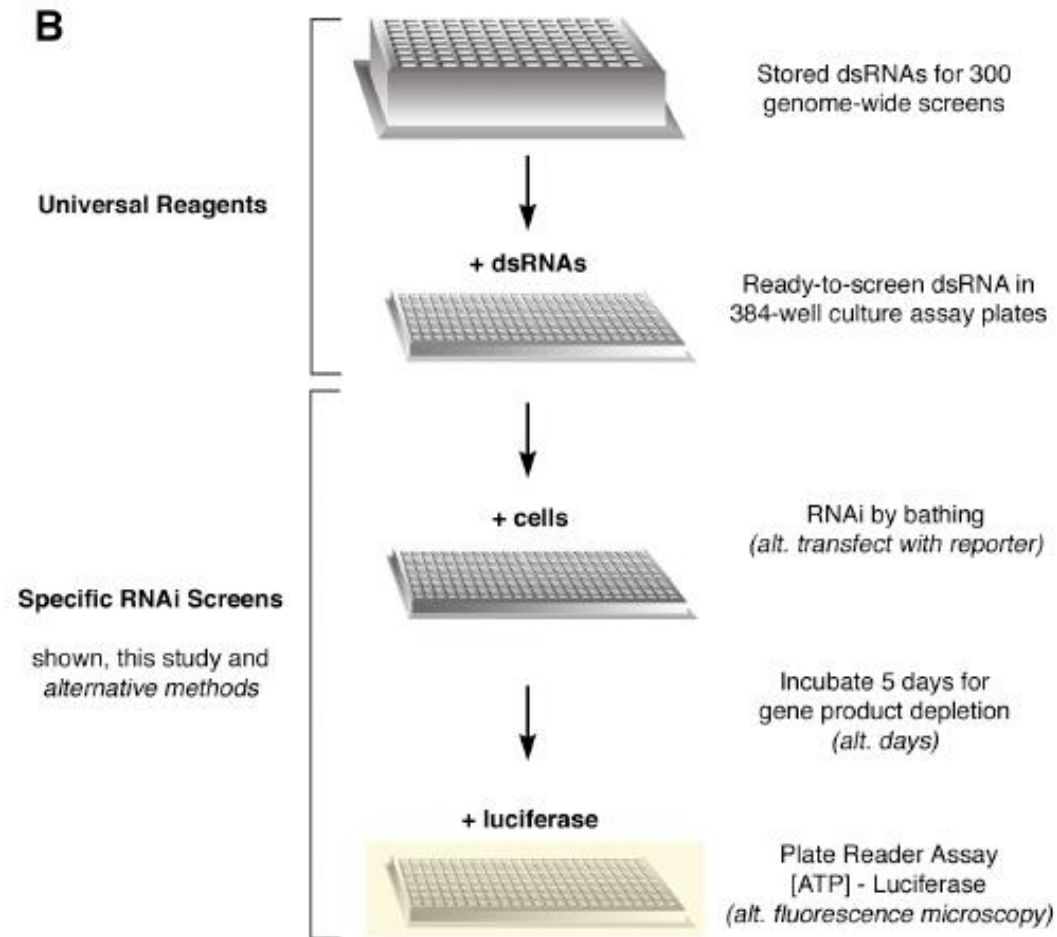 B
Stored dsRNAs for 300
genome-wide screens
Universal Reagents
+ dsRNAs
Ready-to-screen dsRNA in
384-well culture assay plates
+ cells
RNAi by bathing
(alt. transfect with reporter)
Specific RNAi Screens
shown, this study and
alternative methods
Incubate 5 days for
gene product depletion
(alt. days)
+ luciferase
Plate Reader Assay
[ATP] - Luciferase
(alt. fluorescence microscopy)